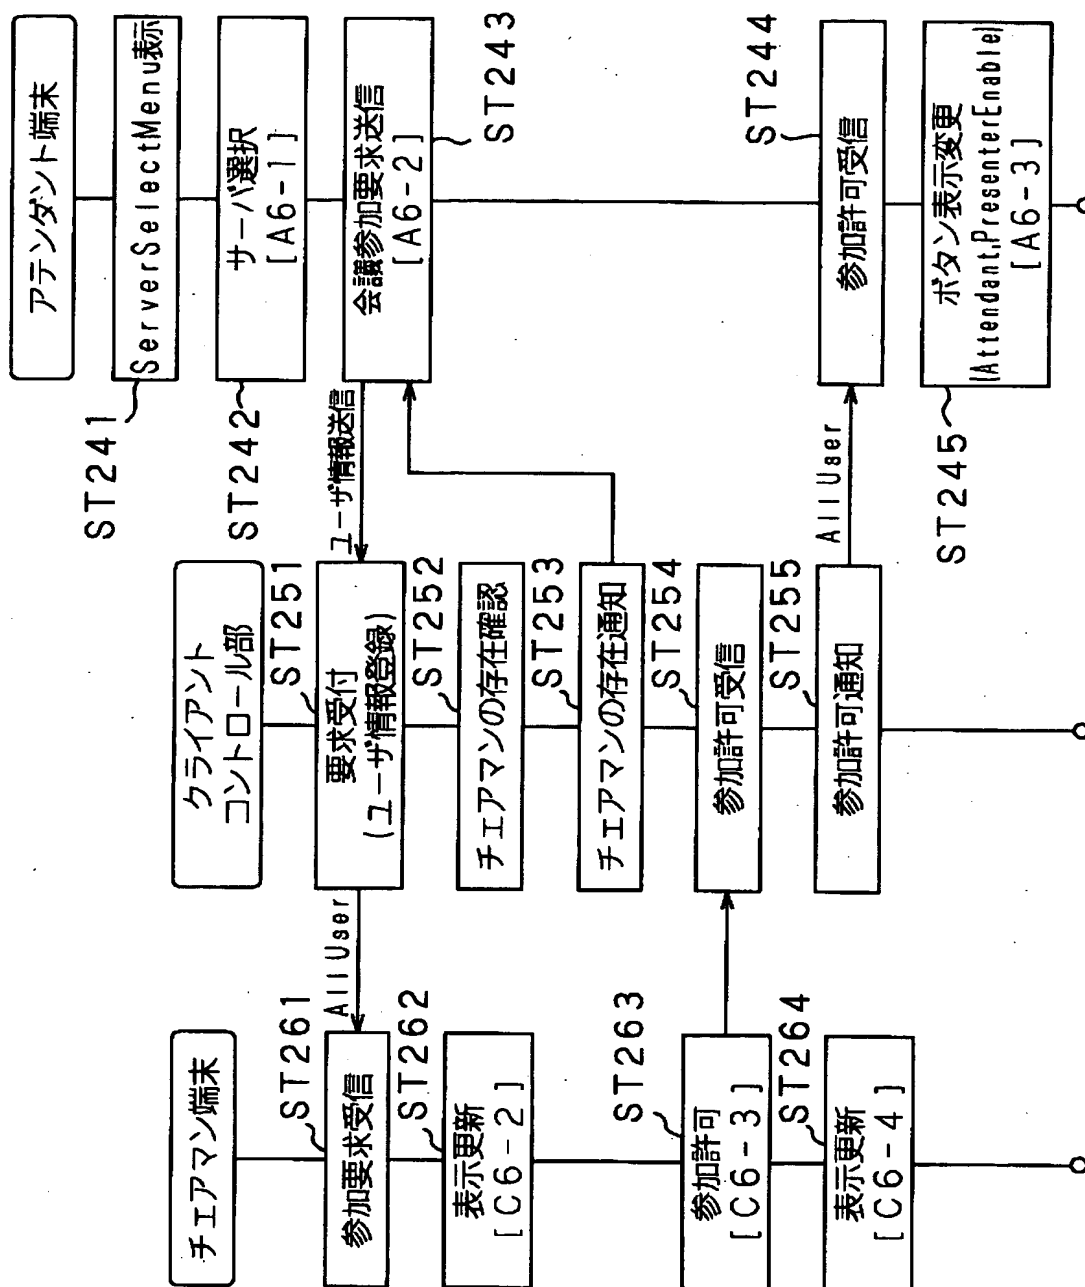 チェアマン端末
ST261
参加要求受信
ST262
表示更新
[C6-2]
ST263
参加許可
[C6-3]
ST264
表示更新
[C6-4]
AllUser
クライアント
コントロール部
ST251
要求受付
(ユーザ情報登録)
ST252
チェアマンの存在確認
ST253
チェアマンの存在通知
ST254
参加許可受信
ST255
参加許可通知
ユーザ情報送信
AllUser
アテンダント端末
ST241
ServerSelectMenu表示
ST242
サーバ選択
[A6-1]
会議参加要求送信
[A6-2]
ST243
ST244
参加許可受信
ST245
ボタン表示変更
(Attendant,PresenterEnable)
[A6-3]